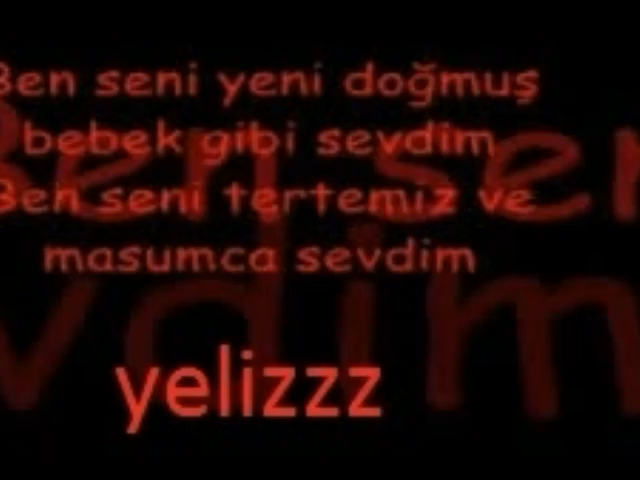 Ben seni yeni doğmuş
bebek gibi sevdim
Ben seni tertemiz ve
masumca sevdim
yelizzz